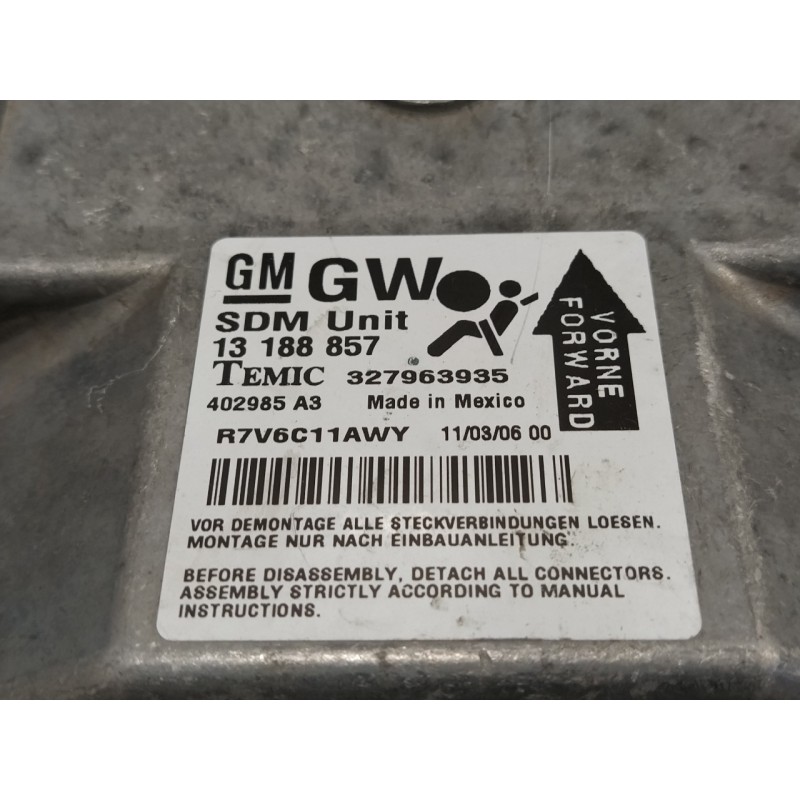 GM GW
SDM Unit
13 188 857
TEMIC 327963935
402985 A3 Made in Mexico
R7V6C11AWY 11/03/06 00
VORNE
FORWARD
VOR DEMONTAGE ALLE STECKVERBINDUNGEN LOESEN.
MONTAGE NUR NACH EINBAUANLEITUNG.
BEFORE DISASSEMBLY, DETACH ALL CONNECTORS.
ASSEMBLY STRICTLY ACCORDING TO MANUAL
INSTRUCTIONS.